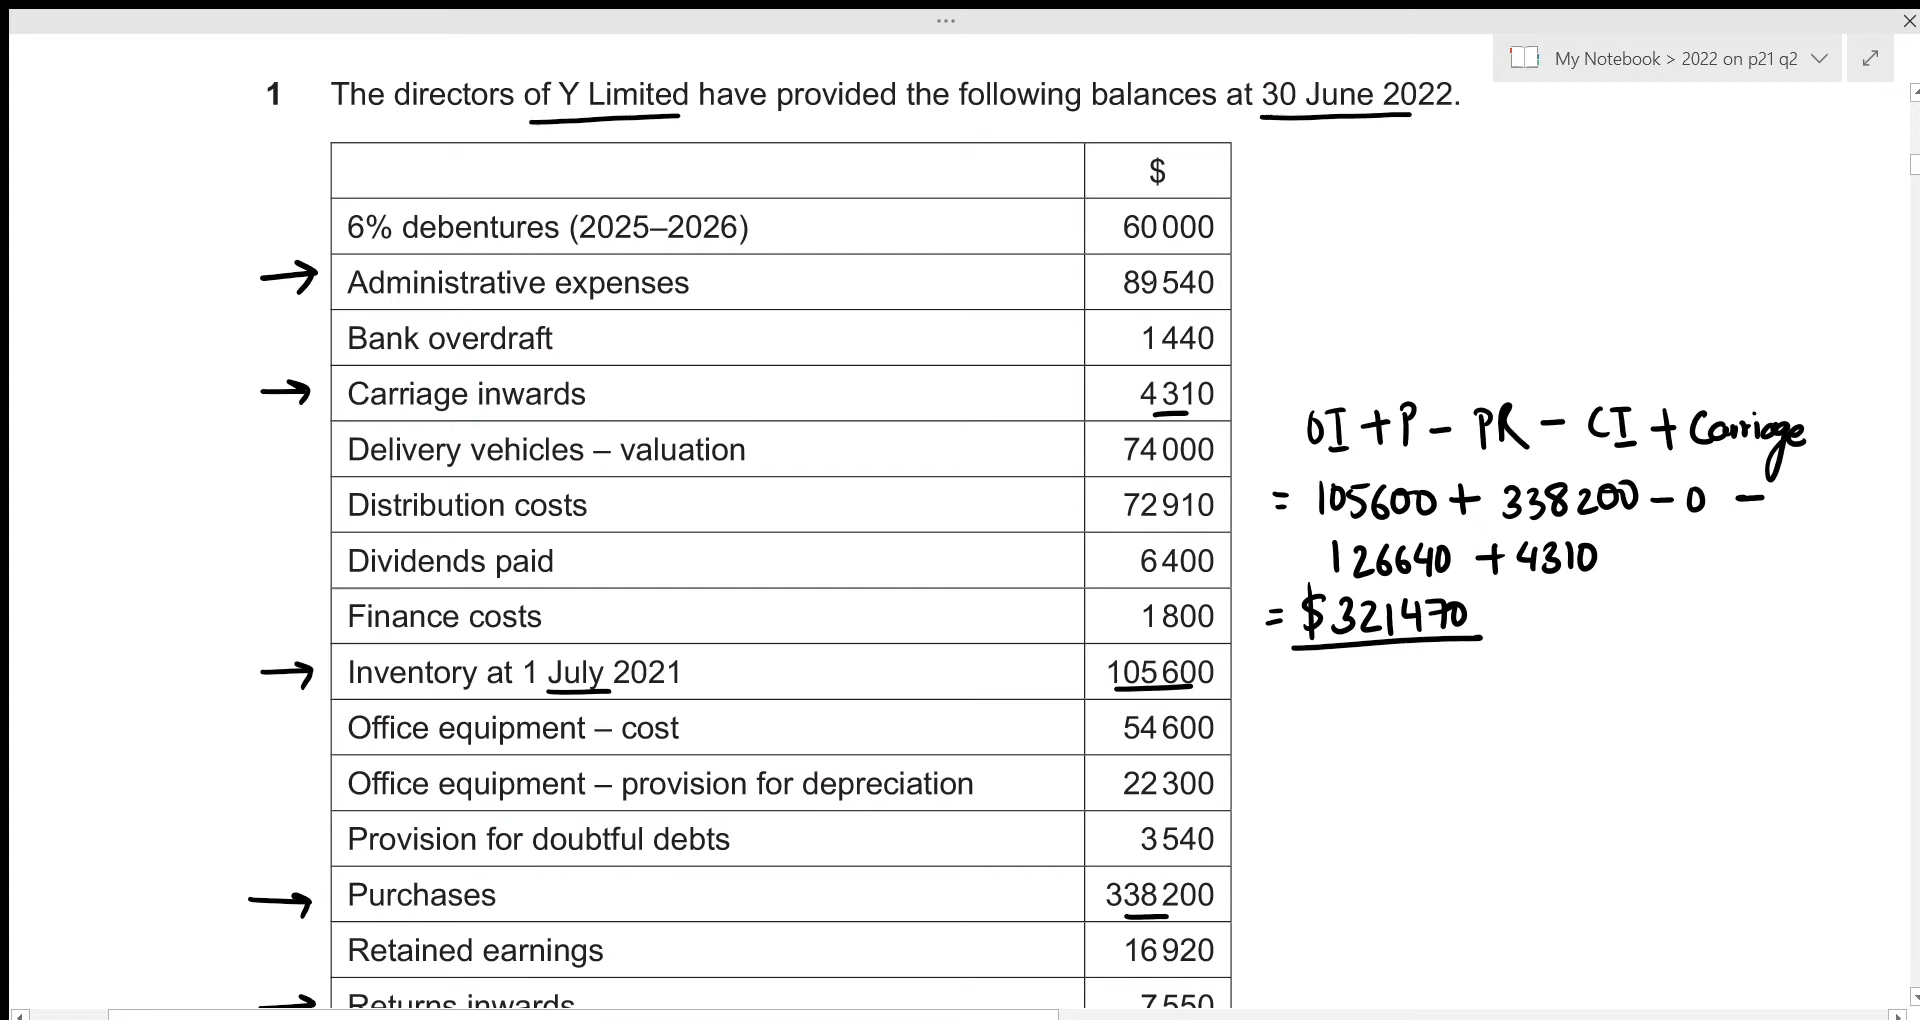 My Notebook > 2022 on p21 q2
1 The directors of Y Limited have provided the following balances at 30 June 2022.
$
6% debentures (2025–2026) 60 000
Administrative expenses 89 540
Bank overdraft 1 440
Carriage inwards 4 310
Delivery vehicles – valuation 74 000
Distribution costs 72 910
Dividends paid 6 400
Finance costs 1 800
Inventory at 1 July 2021 105 600
Office equipment – cost 54 600
Office equipment – provision for depreciation 22 300
Provision for doubtful debts 3 540
Purchases 338 200
Retained earnings 16 920
Returns inwards 7 550
OI + P - PR - CI + Carriage
= 105600 + 338200 - 0 -
126640 + 4310
= $321470